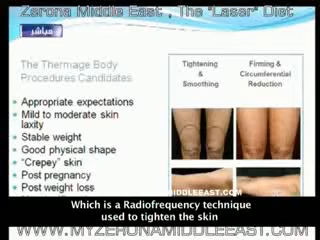 Zerona Middle East , The "Laser" Diet
مباشر
The Thermage Body
Procedures Candidates
• Appropriate expectations
• Mild to moderate skin
laxity
• Stable weight
• Good physical shape
• "Crepey" skin
• Post pregnancy
• Post weight loss
Tightening
&
Smoothing
Firming &
Circumferential
Reduction
MIDDLEEAST.COM
Which is a Radiofrequency technique
used to tighten the skin
WWW.MYZERONAMIDDLEEAST.COM